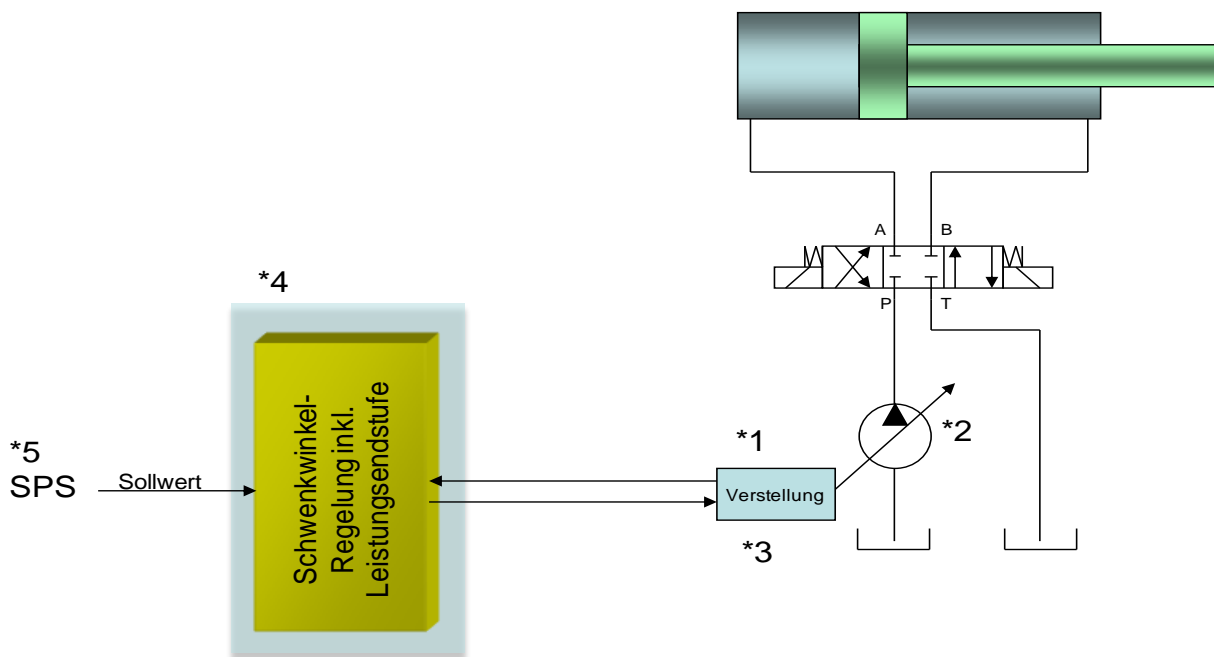 A B
P T
*4
Schwenkwinkel-
Regelung inkl.
Leistungsendstufe
*5
SPS
Sollwert
*1
Verstellung
*3
*2